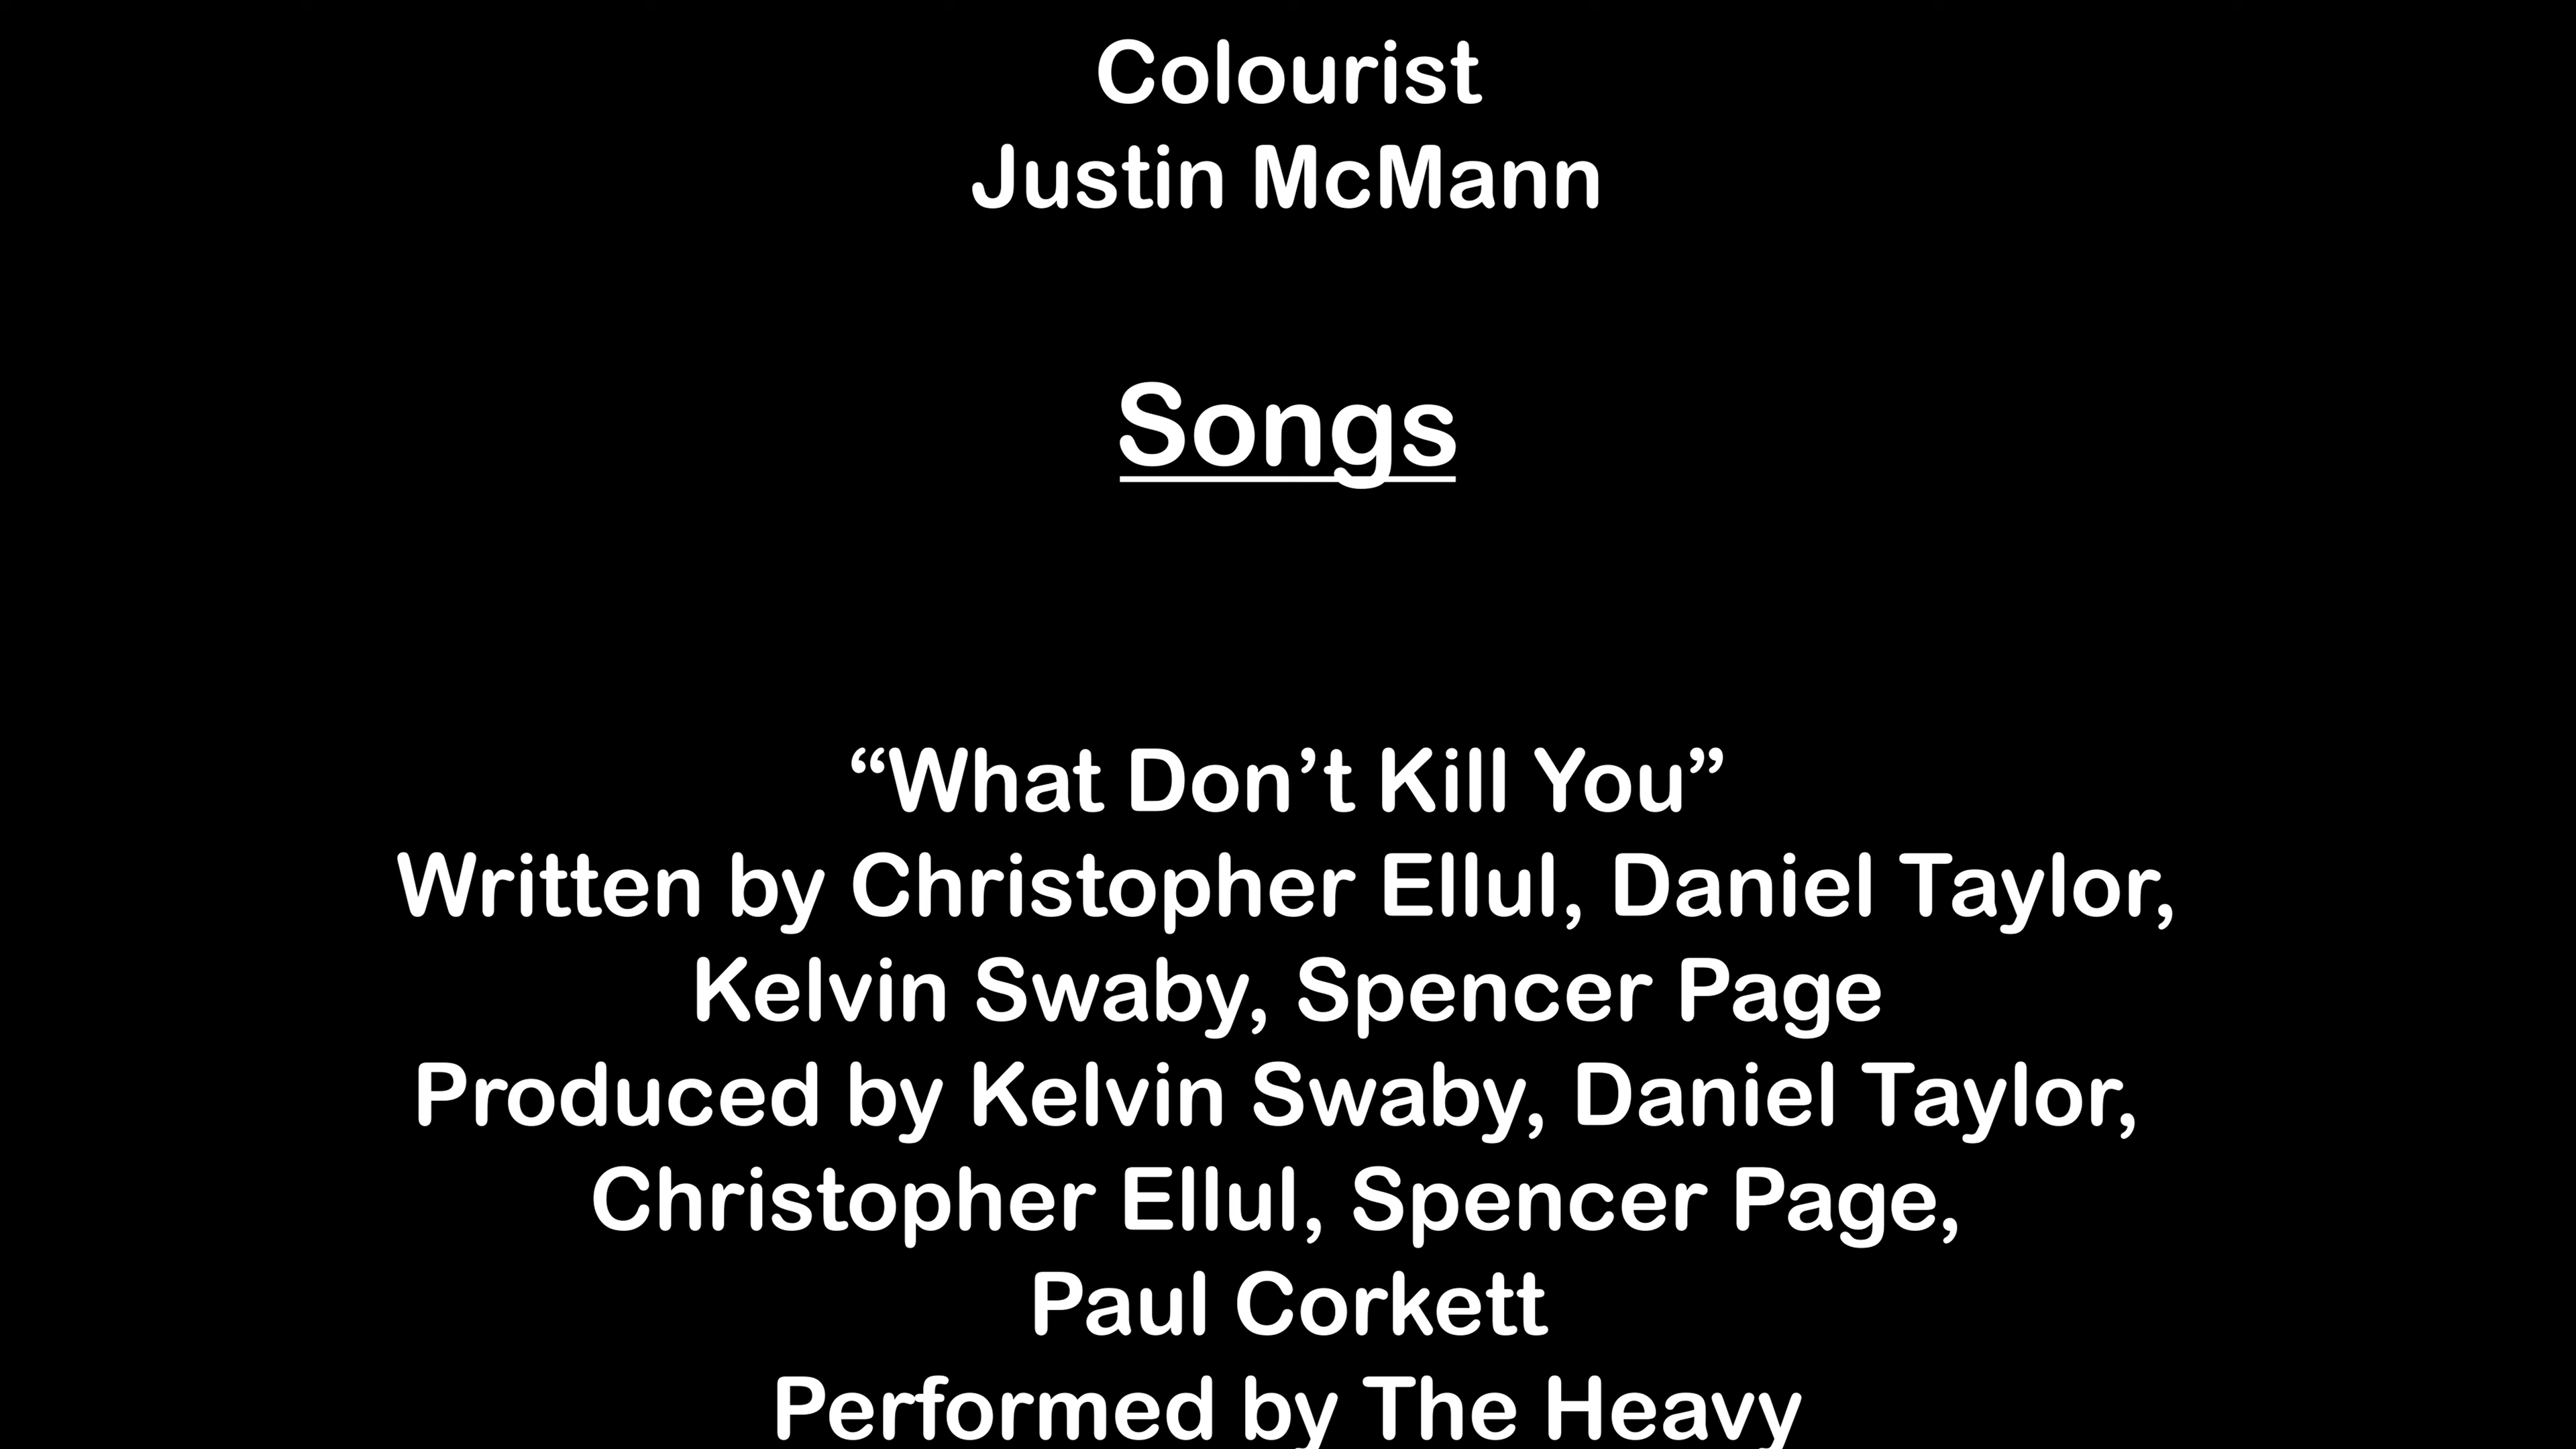 Colourist
Justin McMann
Songs
“What Don’t Kill You”
Written by Christopher Ellul, Daniel Taylor,
Kelvin Swaby, Spencer Page
Produced by Kelvin Swaby, Daniel Taylor,
Christopher Ellul, Spencer Page,
Paul Corkett
Performed by The Heavy